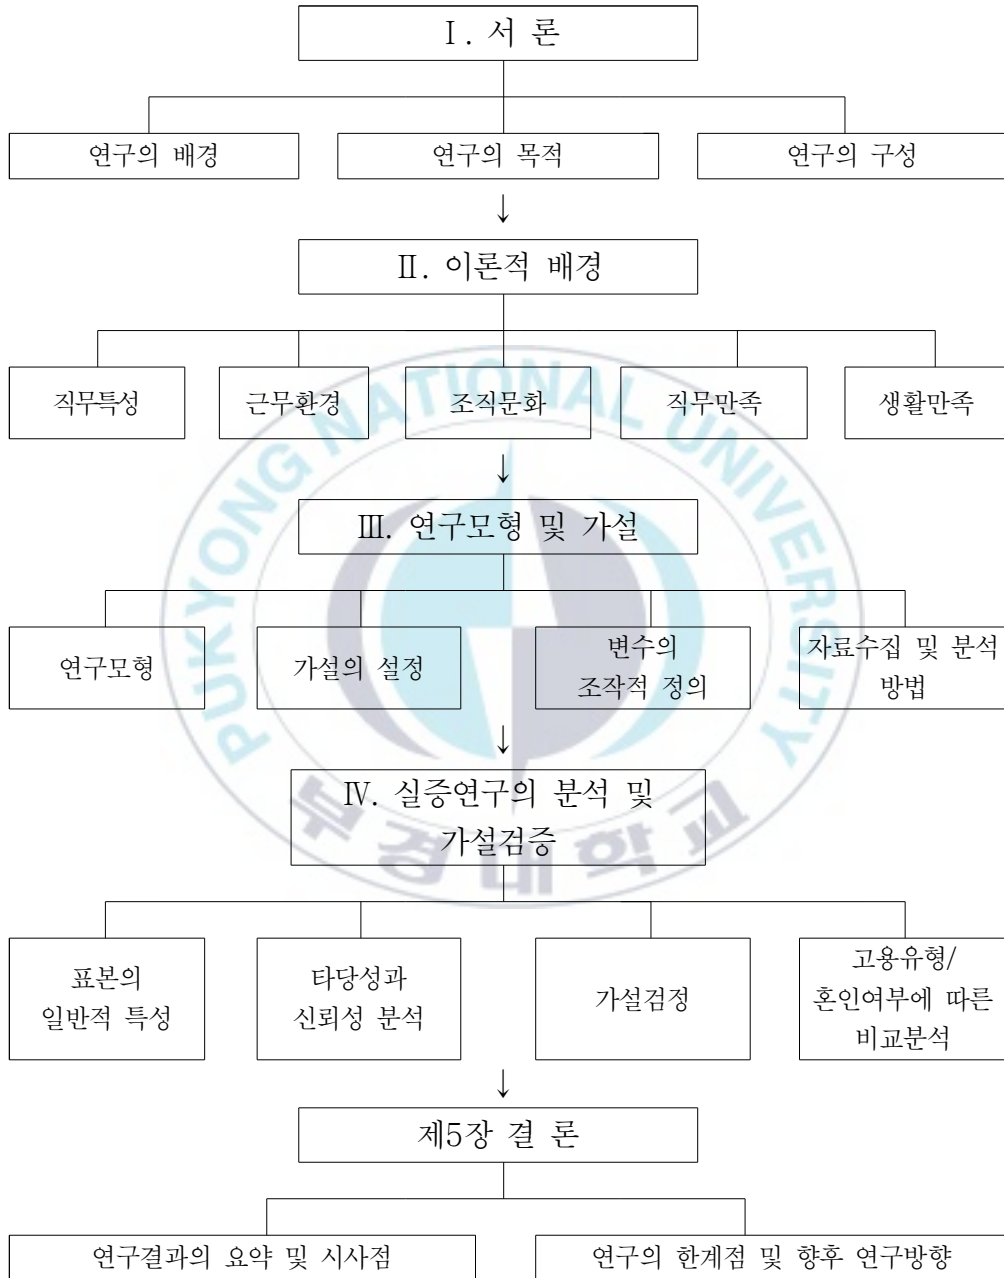 Ⅰ. 서 론
연구의 배경
연구의 목적
연구의 구성
↓
Ⅱ. 이론적 배경
직무특성
근무환경
조직문화
직무만족
생활만족
↓
Ⅲ. 연구모형 및 가설
연구모형
가설의 설정
변수의
조작적 정의
자료수집 및 분석
방법
↓
Ⅳ. 실증연구의 분석 및
가설검증
표본의
일반적 특성
타당성과
신뢰성 분석
가설검정
고용유형/
혼인여부에 따른
비교분석
↓
제5장 결 론
연구결과의 요약 및 시사점
연구의 한계점 및 향후 연구방향
PUKYONG NATIONAL UNIVERSITY
부경대학교